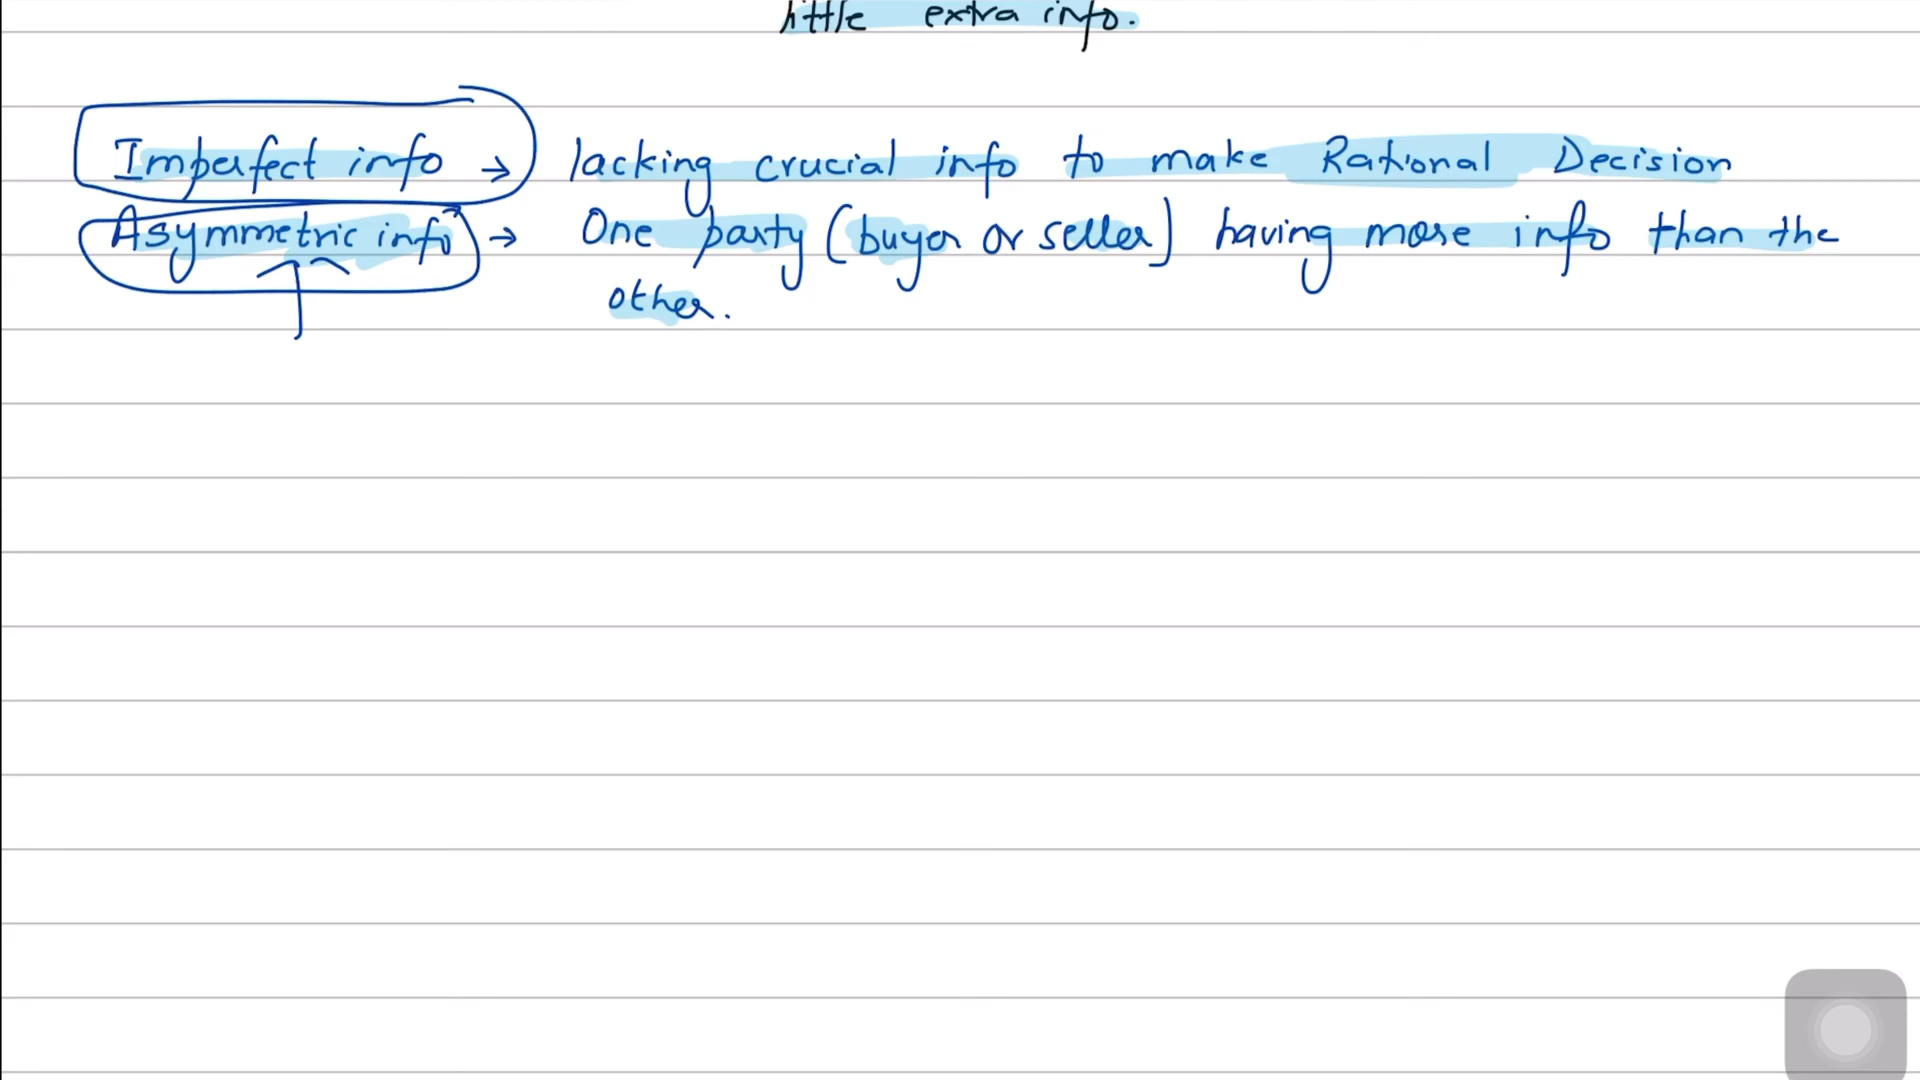 little extra info.
Imperfect info → lacking crucial info to make Rational Decision
Asymmetric info → One party (buyer or seller) having more info than the
other.